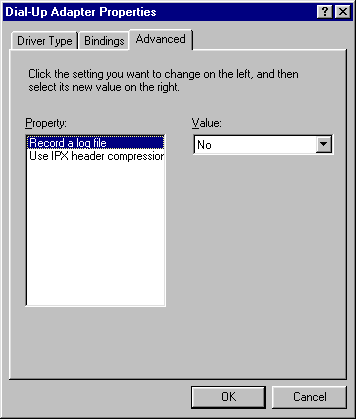 Dial-Up Adapter Properties
Driver Type Bindings Advanced
Click the setting you want to change on the left, and then
select its new value on the right.
Property: Value:
Record a log file No
Use IPX header compression
OK Cancel